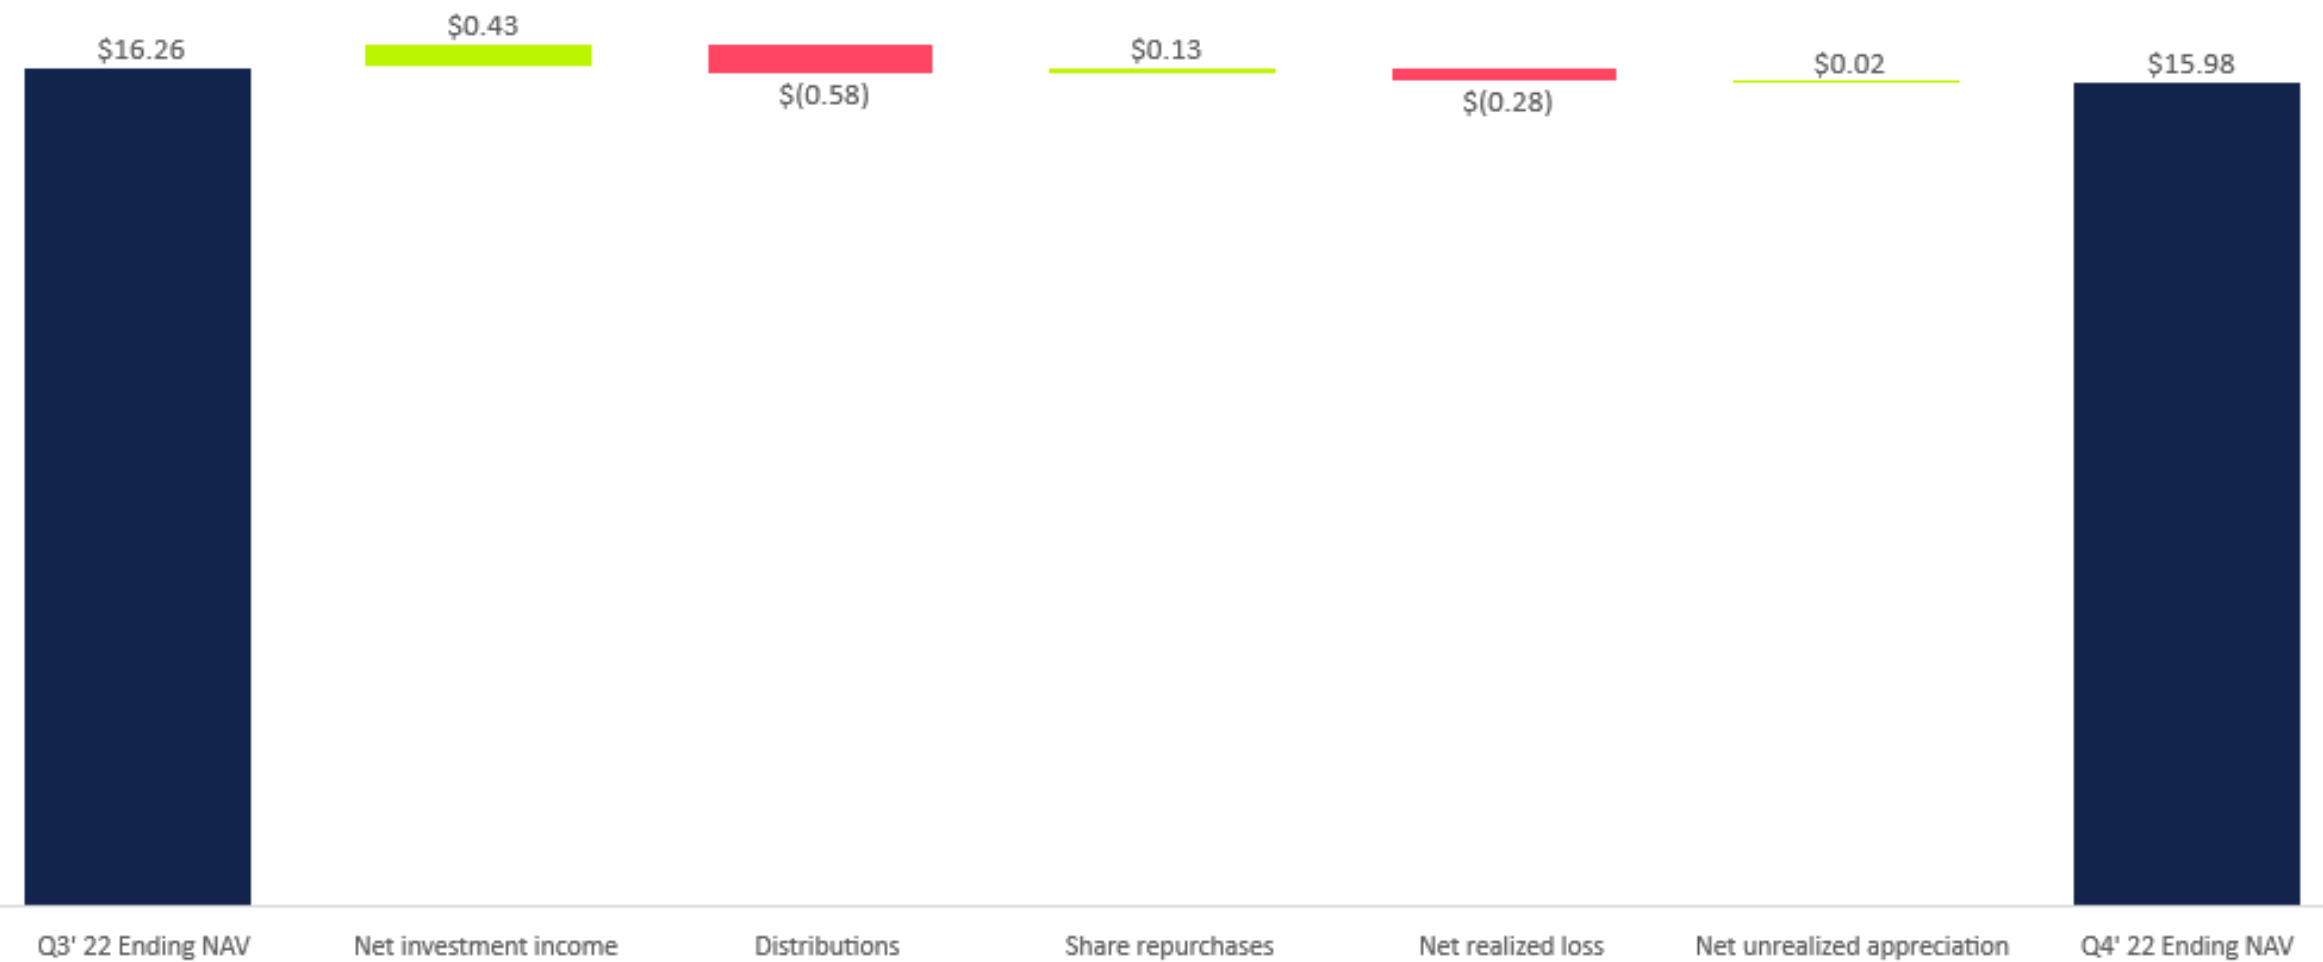 $16.26
$0.43
$(0.58)
$0.13
$(0.28)
$0.02
$15.98
Q3' 22 Ending NAV
Net investment income
Distributions
Share repurchases
Net realized loss
Net unrealized appreciation
Q4' 22 Ending NAV